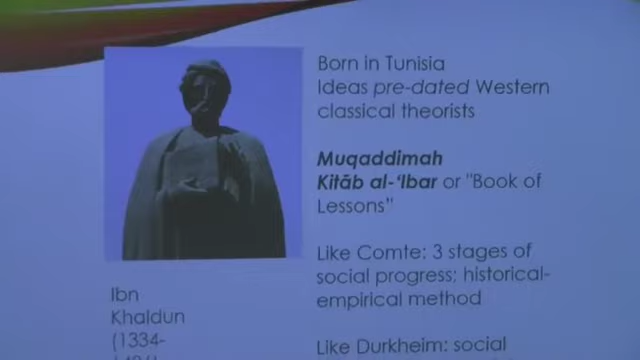 Born in Tunisia
Ideas pre-dated Western
classical theorists
Muqaddimah
Kitāb al-‘Ibar or "Book of
Lessons"
Like Comte: 3 stages of
social progress; historical-
empirical method
Like Durkheim: social
Ibn
Khaldun
(1334-